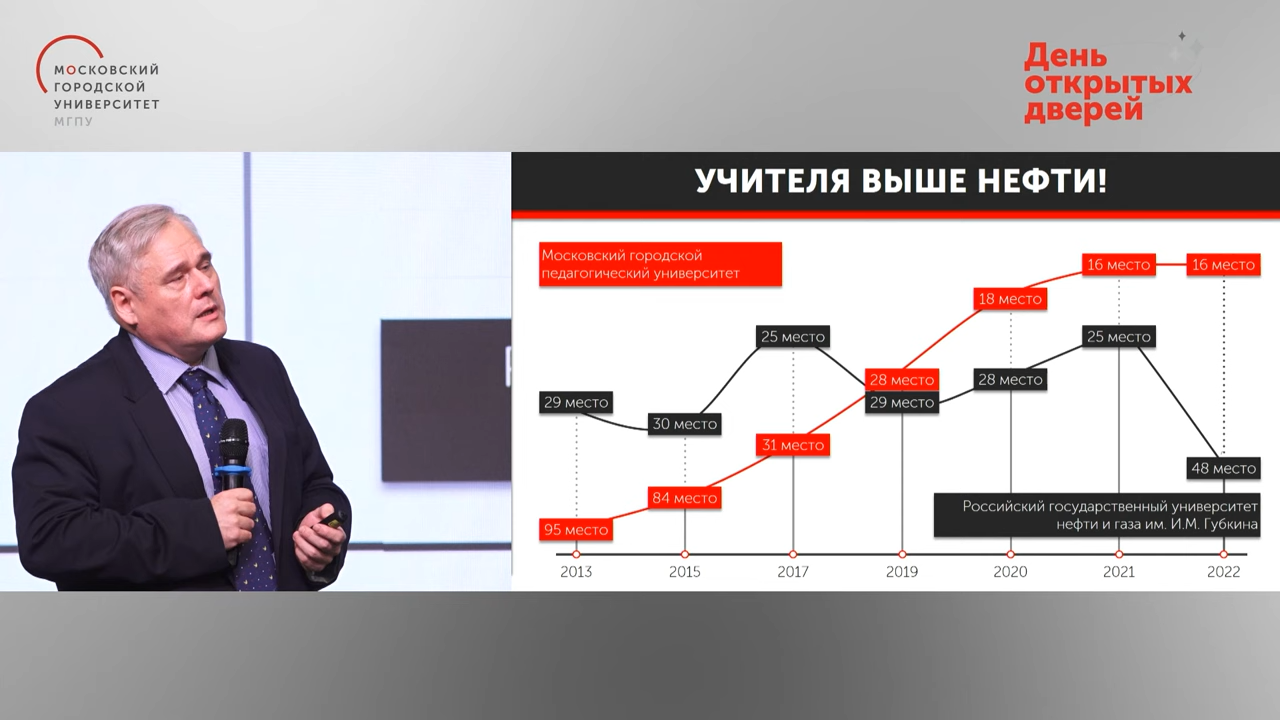 МОСКОВСКИЙ
ГОРОДСКОЙ
УНИВЕРСИТЕТ
МГПУ
День
открытых
дверей
УЧИТЕЛЯ ВЫШЕ НЕФТИ!
Московский городской
педагогический университет
16 место
16 место
18 место
25 место
25 место
28 место
28 место
29 место
29 место
30 место
31 место
48 место
84 место
95 место
Российский государственный университет
нефти и газа им. И.М. Губкина
2013
2015
2017
2019
2020
2021
2022